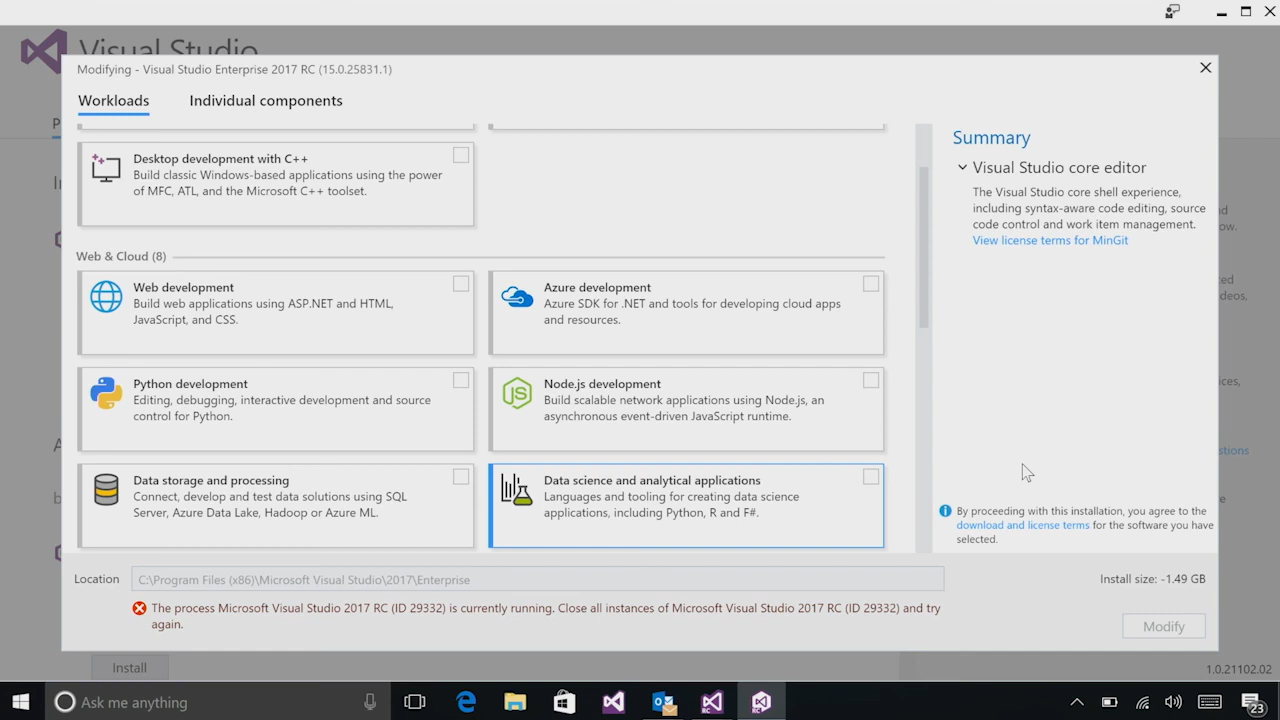 Visual Studio
Modifying - Visual Studio Enterprise 2017 RC (15.0.25831.1)
Workloads
Individual components
Desktop development with C++
Build classic Windows-based applications using the power
of MFC, ATL, and the Microsoft C++ toolset.
Web & Cloud (8)
Web development
Build web applications using ASP.NET and HTML,
JavaScript, and CSS.
Azure development
Azure SDK for .NET and tools for developing cloud apps
and resources.
Python development
Editing, debugging, interactive development and source
control for Python.
Node.js development
Build scalable network applications using Node.js, an
asynchronous event-driven JavaScript runtime.
Data storage and processing
Connect, develop and test data solutions using SQL
Server, Azure Data Lake, Hadoop or Azure ML.
Data science and analytical applications
Languages and tooling for creating data science
applications, including Python, R and F#.
Summary
Visual Studio core editor
The Visual Studio core shell experience,
including syntax-aware code editing, source
code control and work item management.
View license terms for MinGit
By proceeding with this installation, you agree to the
download and license terms for the software you have
selected.
Location
C:\Program Files (x86)\Microsoft Visual Studio\2017\Enterprise
Install size: -1.49 GB
The process Microsoft Visual Studio 2017 RC (ID 29332) is currently running. Close all instances of Microsoft Visual Studio 2017 RC (ID 29332) and try
again.
Modify
Install
1.0.21102.02
Ask me anything
23